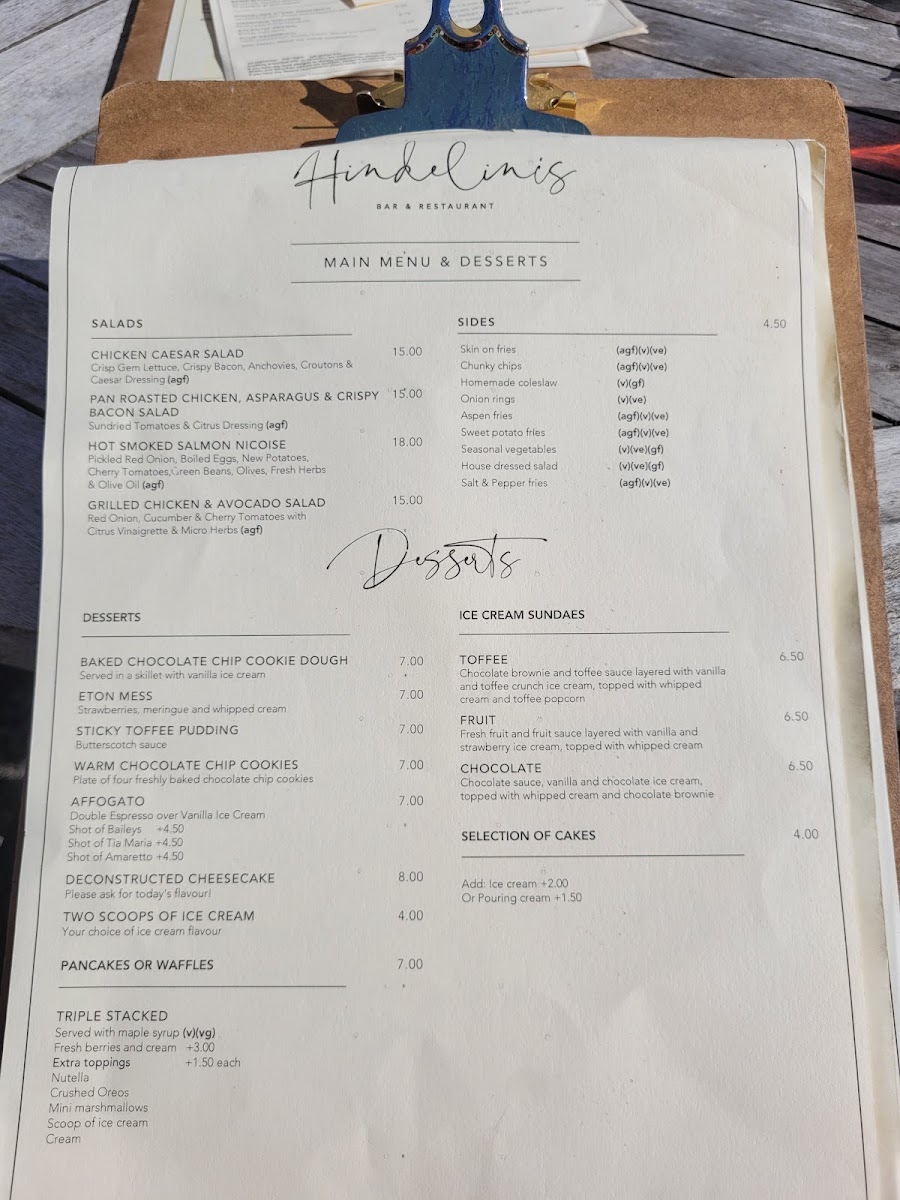 Hindelinis
BAR & RESTAURANT
MAIN MENU & DESSERTS
SALADS
CHICKEN CAESAR SALAD 15.00
Crisp Gem Lettuce, Crispy Bacon, Anchovies, Croutons &
Caesar Dressing (agf)
PAN ROASTED CHICKEN, ASPARAGUS & CRISPY 15.00
BACON SALAD
Sundried Tomatoes & Citrus Dressing (agf)
HOT SMOKED SALMON NICOISE 18.00
Pickled Red Onion, Boiled Eggs, New Potatoes,
Cherry Tomatoes,Green Beans, Olives, Fresh Herbs
& Olive Oil (agf)
GRILLED CHICKEN & AVOCADO SALAD 15.00
Red Onion, Cucumber & Cherry Tomatoes with
Citrus Vinaigrette & Micro Herbs (agf)
SIDES 4.50
Skin on fries (agf)(v)(ve)
Chunky chips (agf)(v)(ve)
Homemade coleslaw (v)(gf)
Onion rings (v)(ve)
Aspen fries (agf)(v)(ve)
Sweet potato fries (agf)(v)(ve)
Seasonal vegetables (v)(ve)(gf)
House dressed salad (v)(ve)(gf)
Salt & Pepper fries (agf)(v)(ve)
Desserts
DESSERTS
BAKED CHOCOLATE CHIP COOKIE DOUGH 7.00
Served in a skillet with vanilla ice cream
ETON MESS 7.00
Strawberries, meringue and whipped cream
STICKY TOFFEE PUDDING 7.00
Butterscotch sauce
WARM CHOCOLATE CHIP COOKIES 7.00
Plate of four freshly baked chocolate chip cookies
AFFOGATO 7.00
Double Espresso over Vanilla Ice Cream
Shot of Baileys +4.50
Shot of Tia Maria +4.50
Shot of Amaretto +4.50
DECONSTRUCTED CHEESECAKE 8.00
Please ask for today's flavour!
TWO SCOOPS OF ICE CREAM 4.00
Your choice of ice cream flavour
PANCAKES OR WAFFLES 7.00
TRIPLE STACKED
Served with maple syrup (v)(vg)
Fresh berries and cream +3.00
Extra toppings +1.50 each
Nutella
Crushed Oreos
Mini marshmallows
Scoop of ice cream
Cream
ICE CREAM SUNDAES
TOFFEE 6.50
Chocolate brownie and toffee sauce layered with vanilla
and toffee crunch ice cream, topped with whipped
cream and toffee popcorn
FRUIT 6.50
Fresh fruit and fruit sauce layered with vanilla and
strawberry ice cream, topped with whipped cream
CHOCOLATE 6.50
Chocolate sauce, vanilla and chocolate ice cream,
topped with whipped cream and chocolate brownie
SELECTION OF CAKES 4.00
Add: Ice cream +2.00
Or Pouring cream +1.50